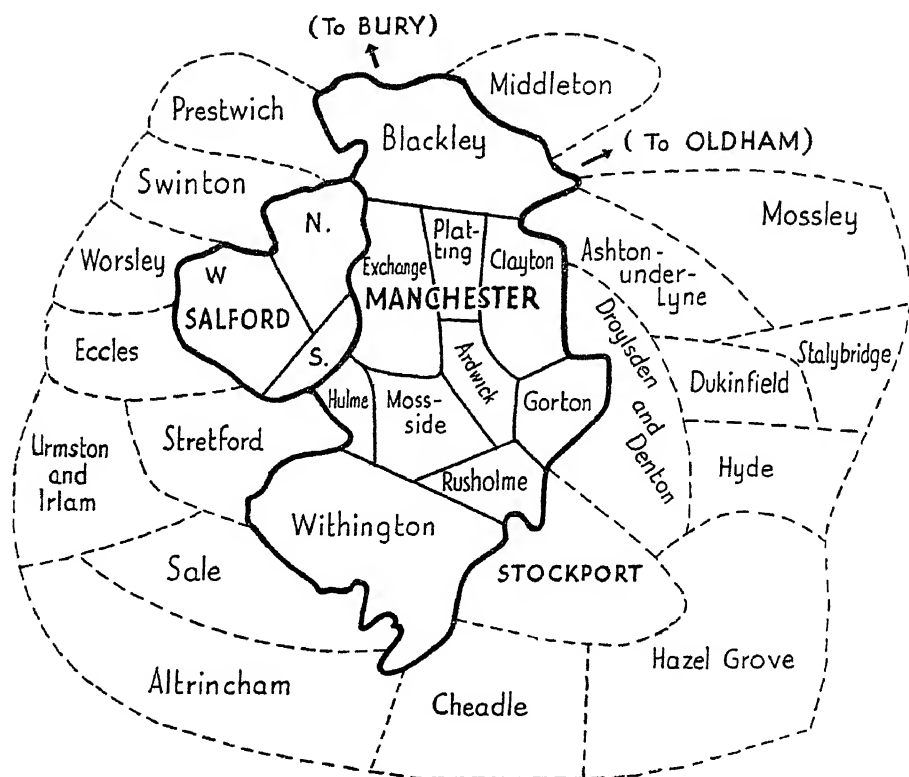 (To BURY)
Middleton
Prestwich
Blackley
(To OLDHAM)
Swinton
N.
Mossley
Plat-
ting
Worsley
W
Exchange
Clayton
Ashton-
under-
Lyne
SALFORD
MANCHESTER
Droylsden and Denton
S.
Eccles
Ardwick
Stalybridge
Dukinfield
Hulme
Moss-
side
Gorton
Urmston
and
Irlam
Stretford
Rusholme
Hyde
Withington
Sale
STOCKPORT
Hazel Grove
Altrincham
Cheadle